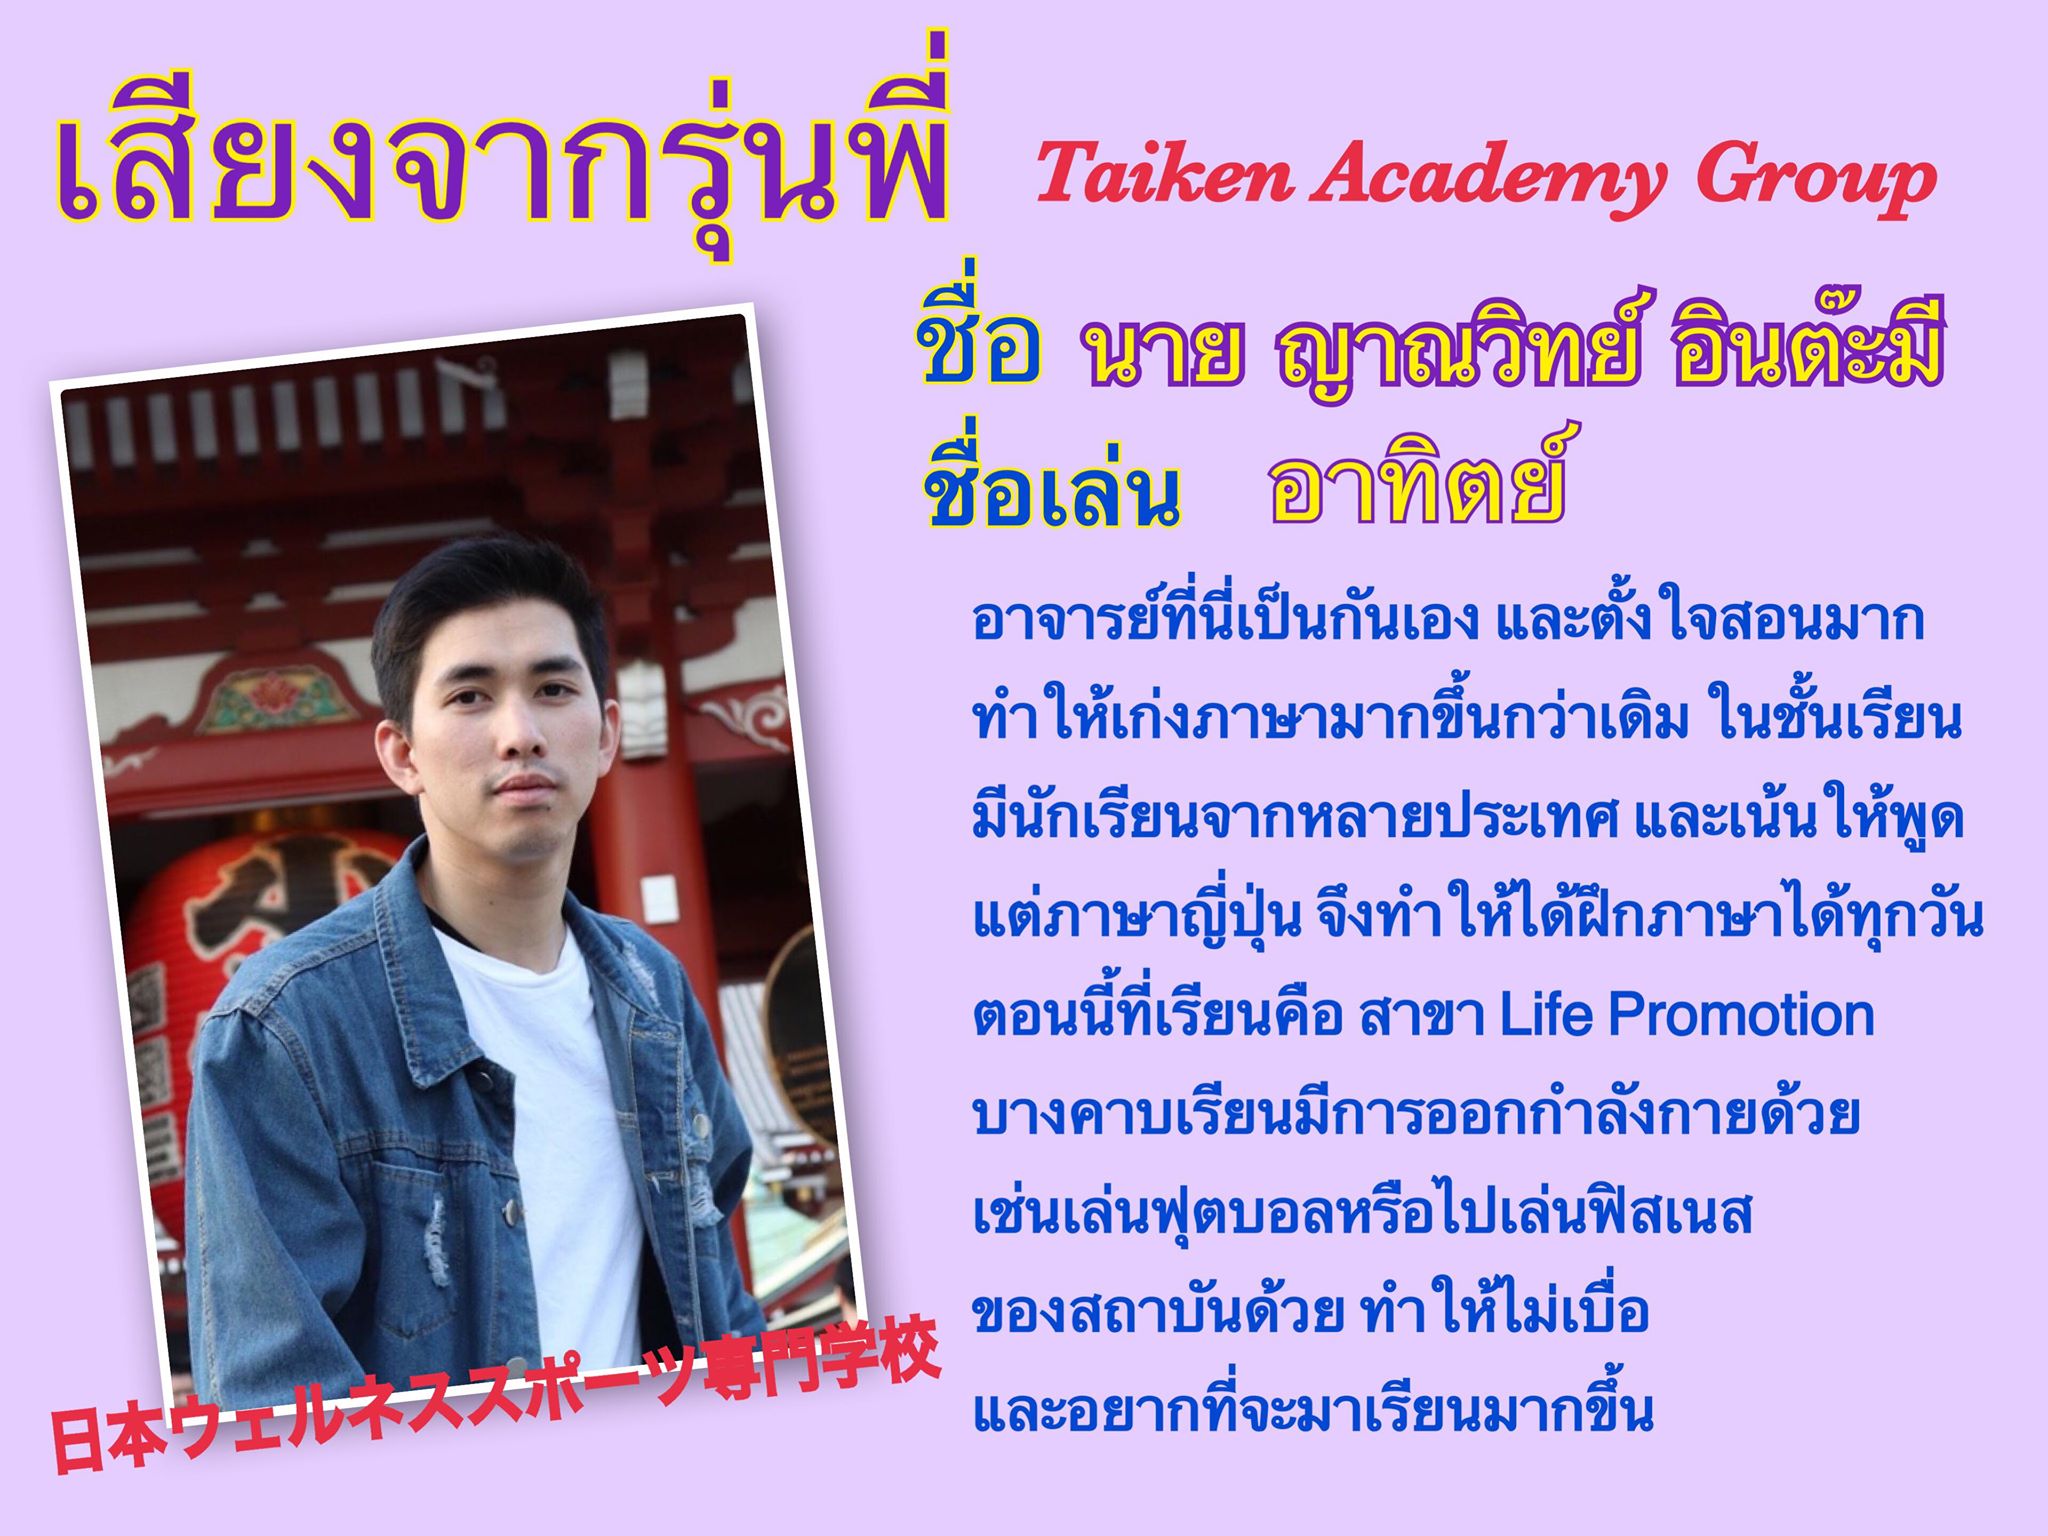 เสียงจากรุ่นพี่
Taiken Academy Group
ชื่อ นาย ญาณวิทย์ อินต๊ะมี
ชื่อเล่น อาทิตย์
อาจารย์ที่นี่เป็นกันเอง และตั้งใจสอนมาก
ทำให้เก่งภาษามากขึ้นกว่าเดิม ในชั้นเรียน
มีนักเรียนจากหลายประเทศ และเน้นให้พูด
แต่ภาษาญี่ปุ่น จึงทำให้ได้ฝึกภาษาได้ทุกวัน
ตอนนี้ที่เรียนคือ สาขา Life Promotion
บางคาบเรียนมีการออกกำลังกายด้วย
เช่นเล่นฟุตบอลหรือไปเล่นฟิสเนส
ของสถาบันด้วย ทำให้ไม่เบื่อ
และอยากที่จะมาเรียนมากขึ้น
日本ウェルネススポーツ専門学校